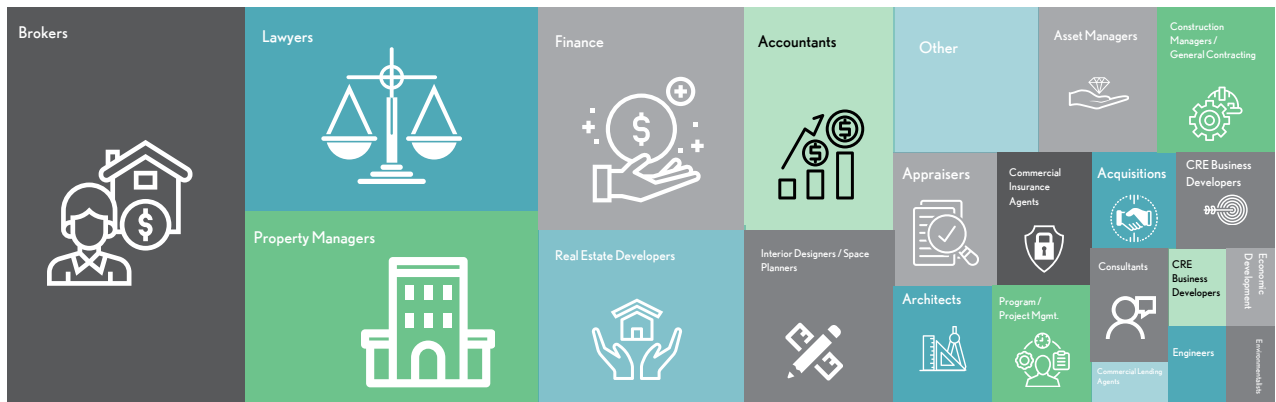 Brokers
Lawyers
Property Managers
Finance
Real Estate Developers
Accountants
Interior Designers / Space
Planners
Other
Asset Managers
Construction
Managers /
General Contracting
Appraisers
Commercial
Insurance
Agents
Acquisitions
CRE Business
Developers
Architects
Program /
Project Mgmt.
Consultants
Commercial Lending
Agents
CRE
Business
Developers
Economic
Development
Engineers
Environmentalists